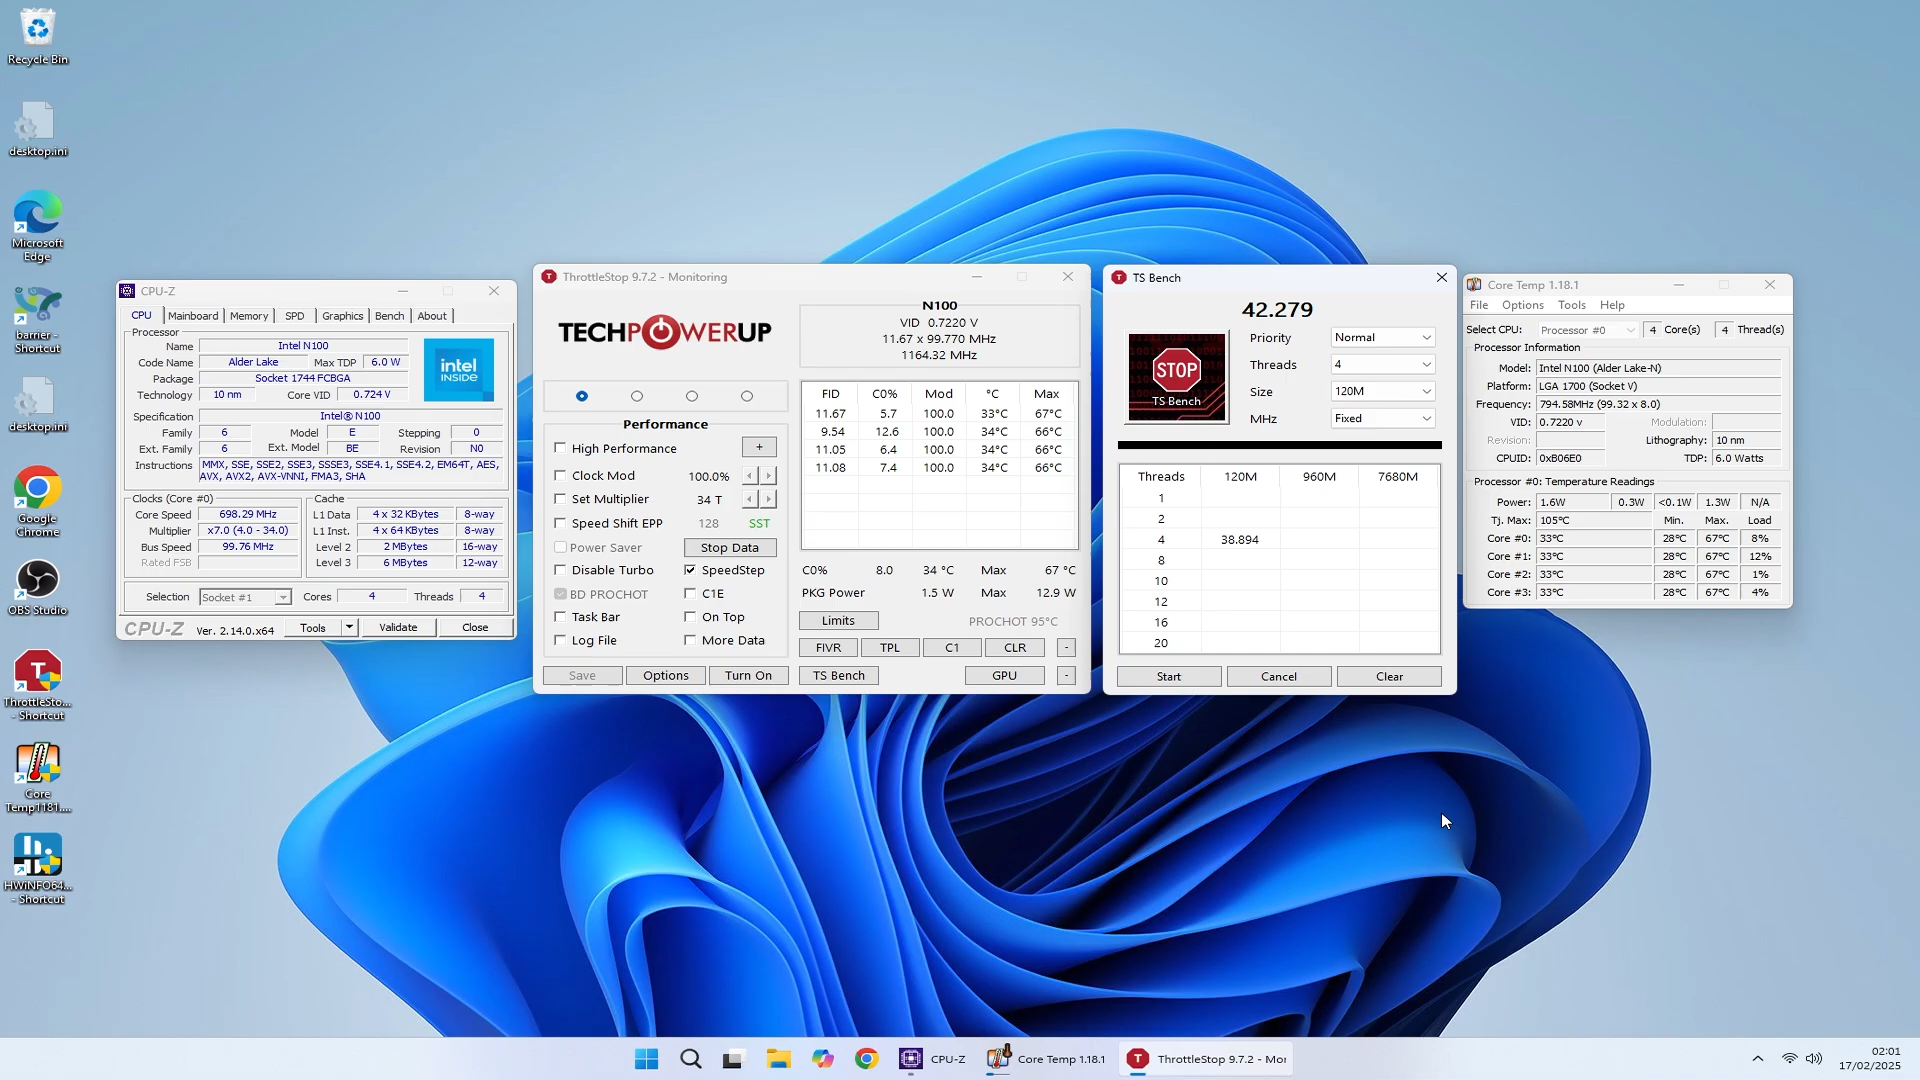 Recycle Bin
desktop.ini
Microsoft
Edge
barrier -
Shortcut
desktop.ini
Google
Chrome
OBS Studio
ThrottleSto...
- Shortcut
Core
Temp1181....
HWiNFO64...
- Shortcut
CPU-Z
CPU Mainboard Memory SPD Graphics Bench About
Processor
Name Intel N100
Code Name Alder Lake Max TDP 6.0 W
Package Socket 1744 FCBGA
Technology 10 nm Core VID 0.724 V
intel
INSIDE
Specification Intel® N100
Family 6 Model E Stepping 0
Ext. Family 6 Ext. Model BE Revision N0
Instructions MMX, SSE, SSE2, SSE3, SSSE3, SSE4.1, SSE4.2, EM64T, AES,
AVX, AVX2, AVX-VNNI, FMA3, SHA
Clocks (Core #0)
Core Speed 698.29 MHz
Multiplier x7.0 (4.0 - 34.0)
Bus Speed 99.76 MHz
Rated FSB
Cache
L1 Data 4 x 32 KBytes 8-way
L1 Inst. 4 x 64 KBytes 8-way
Level 2 2 MBytes 16-way
Level 3 6 MBytes 12-way
Selection Socket #1 Cores 4 Threads 4
CPU-Z Ver. 2.14.0.x64 Tools Validate Close
ThrottleStop 9.7.2 - Monitoring
TECHPOWERUP
N100
VID 0.7220 V
11.67 x 99.770 MHz
1164.32 MHz
Performance
High Performance +
Clock Mod 100.0%
Set Multiplier 34 T
Speed Shift EPP 128 SST
Power Saver Stop Data
Disable Turbo SpeedStep
BD PROCHOT C1E
Task Bar On Top
Log File More Data
Save Options Turn On
FID C0% Mod °C Max
11.67 5.7 100.0 33°C 67°C
9.54 12.6 100.0 34°C 66°C
11.05 6.4 100.0 34°C 66°C
11.08 7.4 100.0 34°C 66°C
C0% 8.0 34 °C Max 67 °C
PKG Power 1.5 W Max 12.9 W
Limits PROCHOT 95°C
FIVR TPL C1 CLR -
TS Bench GPU -
TS Bench
42.279
STOP
TS Bench
Priority Normal
Threads 4
Size 120M
MHz Fixed
Threads 120M 960M 7680M
1
2
4 38.894
8
10
12
16
20
Start Cancel Clear
Core Temp 1.18.1
File Options Tools Help
Select CPU: Processor #0 4 Core(s) 4 Thread(s)
Processor Information
Model: Intel N100 (Alder Lake-N)
Platform: LGA 1700 (Socket V)
Frequency: 794.58MHz (99.32 x 8.0)
VID: 0.7220 v Modulation:
Revision: Lithography: 10 nm
CPUID: 0xB06E0 TDP: 6.0 Watts
Processor #0: Temperature Readings
Power: 1.6W 0.3W <0.1W 1.3W N/A
Tj. Max: 105°C Min. Max. Load
Core #0: 33°C 28°C 67°C 8%
Core #1: 33°C 28°C 67°C 12%
Core #2: 33°C 28°C 67°C 1%
Core #3: 33°C 28°C 67°C 4%
CPU-Z Core Temp 1.18.1 ThrottleStop 9.7.2 - Mor
02:01
17/02/2025